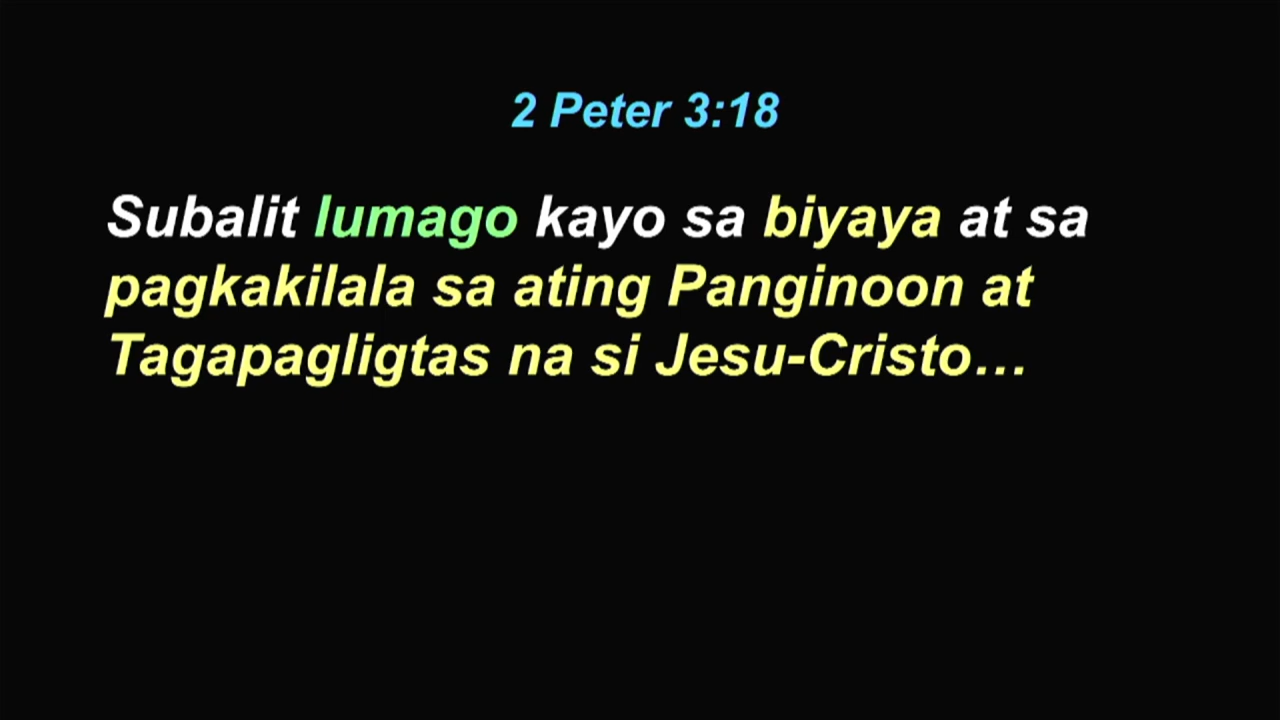 2 Peter 3:18
Subalit lumago kayo sa biyaya at sa
pagkakilala sa ating Panginoon at
Tagapagligtas na si Jesu-Cristo…